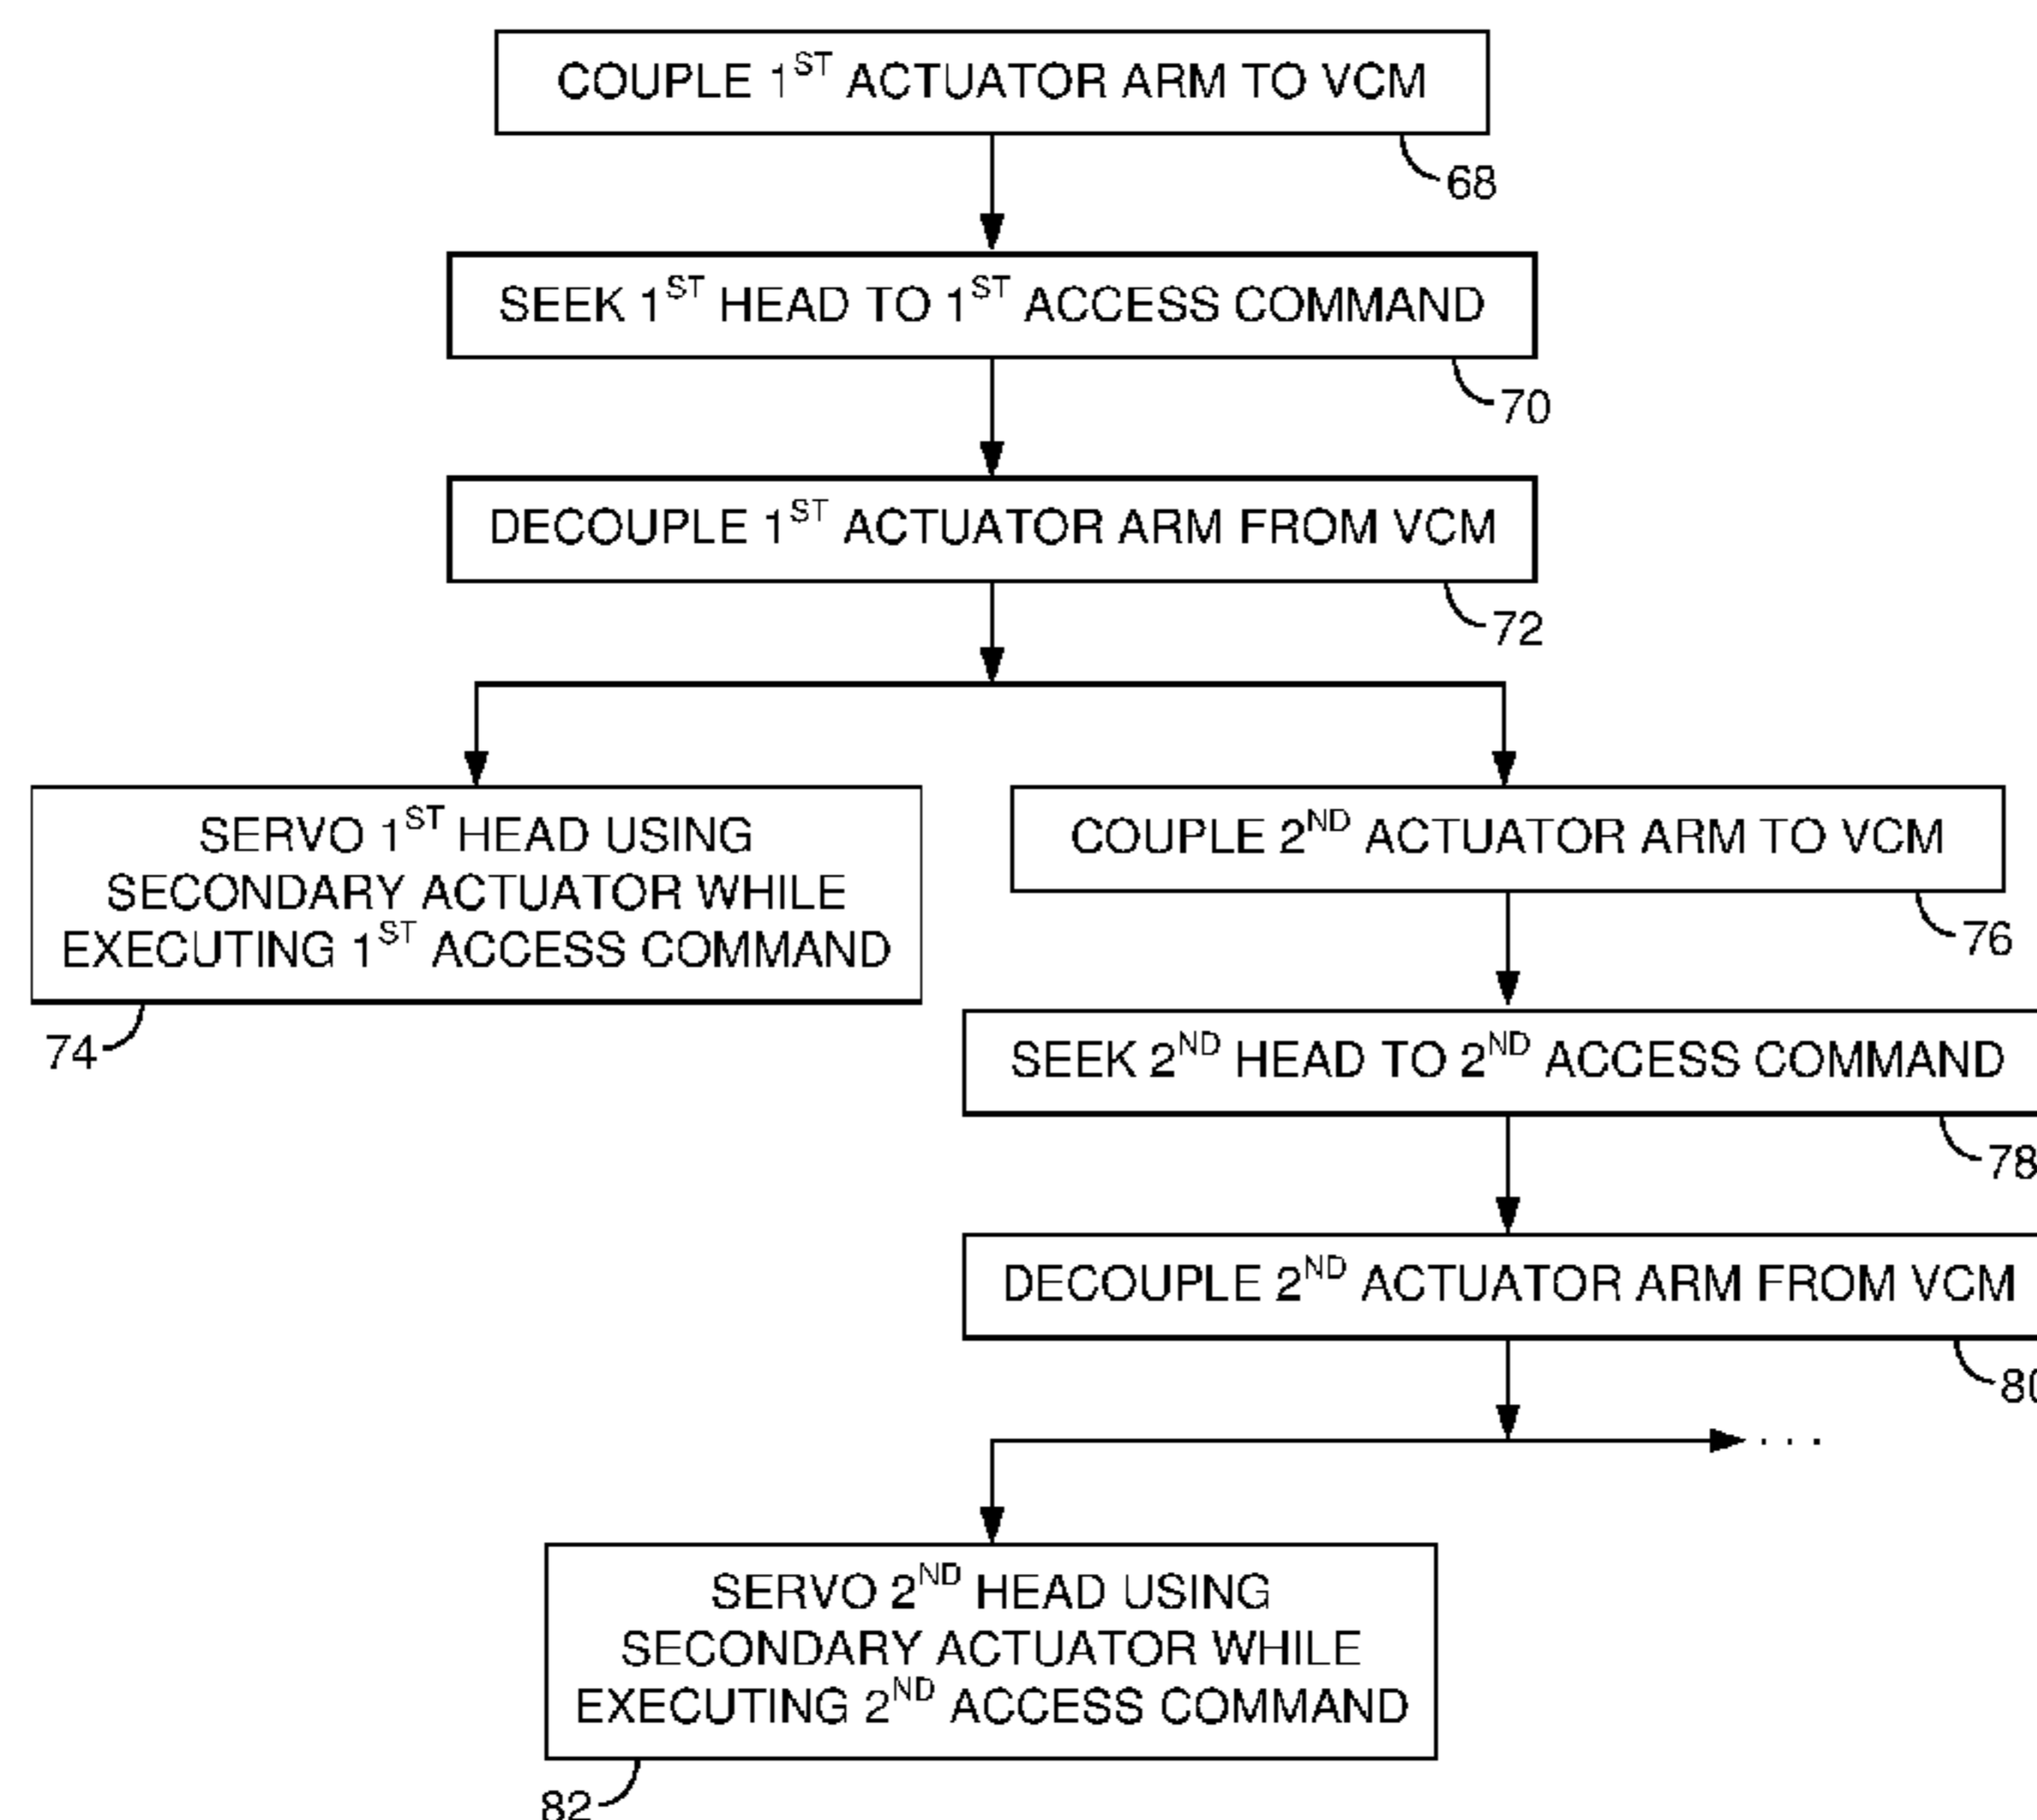 COUPLE 1ST ACTUATOR ARM TO VCM
68
SEEK 1ST HEAD TO 1ST ACCESS COMMAND
70
DECOUPLE 1ST ACTUATOR ARM FROM VCM
72
SERVO 1ST HEAD USING
SECONDARY ACTUATOR WHILE
EXECUTING 1ST ACCESS COMMAND
74
COUPLE 2ND ACTUATOR ARM TO VCM
76
SEEK 2ND HEAD TO 2ND ACCESS COMMAND
78
DECOUPLE 2ND ACTUATOR ARM FROM VCM
80
. . .
SERVO 2ND HEAD USING
SECONDARY ACTUATOR WHILE
EXECUTING 2ND ACCESS COMMAND
82